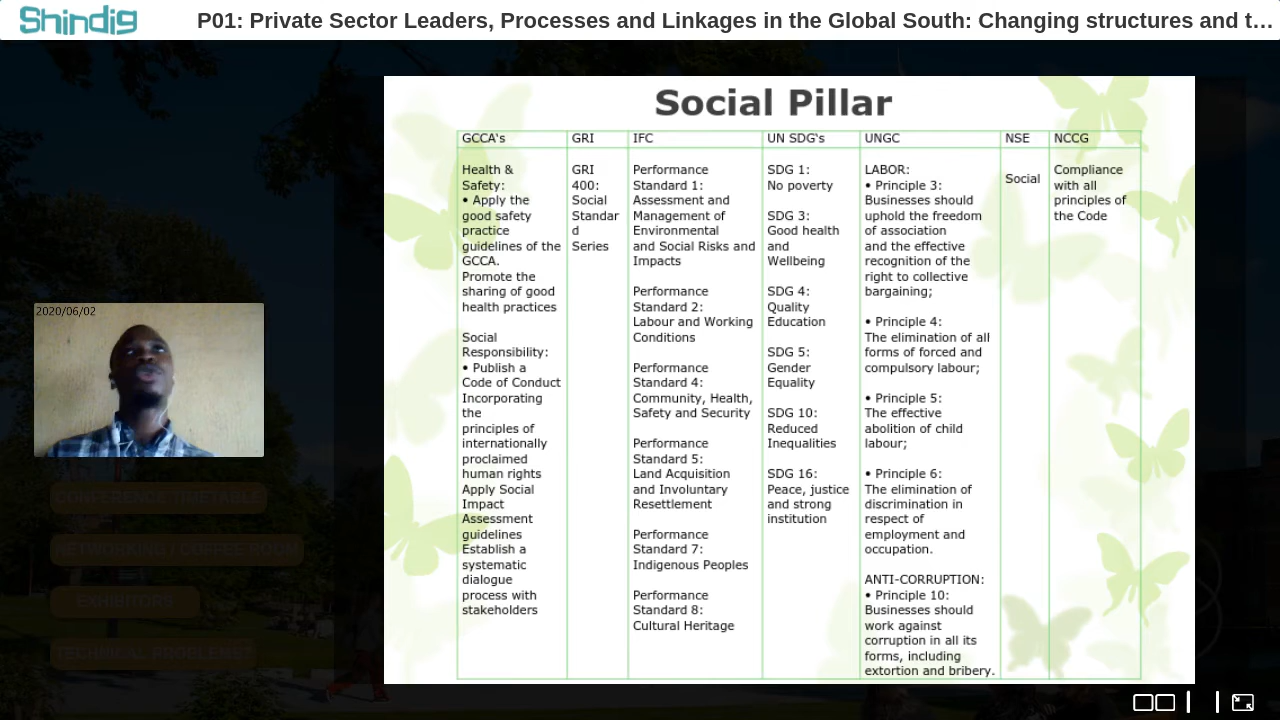 Shindig
P01: Private Sector Leaders, Processes and Linkages in the Global South: Changing structures and t…
2020/06/02
CONFERENCE TIMETABLE
NETWORKING / COFFEE ROOM
EXHIBITORS
TECHNICAL PROBLEMS?
Social Pillar
GCCA's
Health &
Safety:
• Apply the
good safety
practice
guidelines of the
GCCA.
Promote the
sharing of good
health practices
Social
Responsibility:
• Publish a
Code of Conduct
Incorporating
the
principles of
internationally
proclaimed
human rights
Apply Social
Impact
Assessment
guidelines
Establish a
systematic
dialogue
process with
stakeholders
GRI
GRI
400:
Social
Standar
d
Series
IFC
Performance
Standard 1:
Assessment and
Management of
Environmental
and Social Risks and
Impacts
Performance
Standard 2:
Labour and Working
Conditions
Performance
Standard 4:
Community, Health,
Safety and Security
Performance
Standard 5:
Land Acquisition
and Involuntary
Resettlement
Performance
Standard 7:
Indigenous Peoples
Performance
Standard 8:
Cultural Heritage
UN SDG's
SDG 1:
No poverty
SDG 3:
Good health
and
Wellbeing
SDG 4:
Quality
Education
SDG 5:
Gender
Equality
SDG 10:
Reduced
Inequalities
SDG 16:
Peace, justice
and strong
institution
UNGC
LABOR:
• Principle 3:
Businesses should
uphold the freedom
of association
and the effective
recognition of the
right to collective
bargaining;
• Principle 4:
The elimination of all
forms of forced and
compulsory labour;
• Principle 5:
The effective
abolition of child
labour;
• Principle 6:
The elimination of
discrimination in
respect of
employment and
occupation.
ANTI-CORRUPTION:
• Principle 10:
Businesses should
work against
corruption in all its
forms, including
extortion and bribery.
NSE
Social
NCCG
Compliance
with all
principles of
the Code